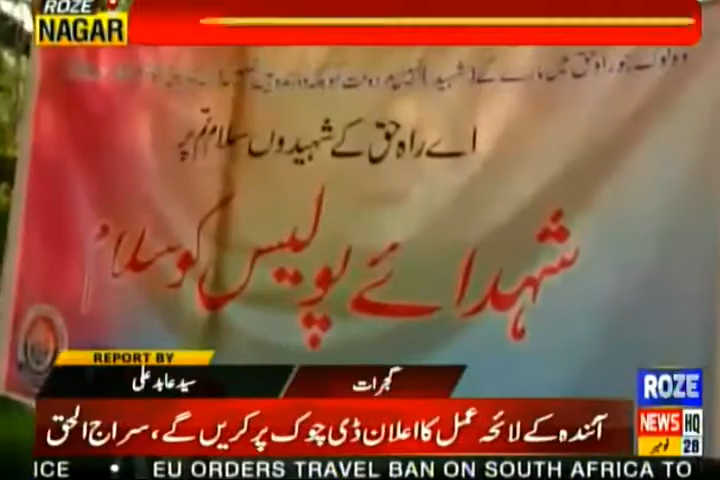 ROZE
NAGAR
اے راہ حق کے شہیدوں سلام تم پر
شہدائے پولیس کو سلام
REPORT BY
سید عابد علی
گجرات
ROZE
NEWS HQ
نومبر 28
آئندہ کے لائحہ عمل کا اعلان ڈی چوک پر کریں گے، سراج الحق
ICE • EU ORDERS TRAVEL BAN ON SOUTH AFRICA TO